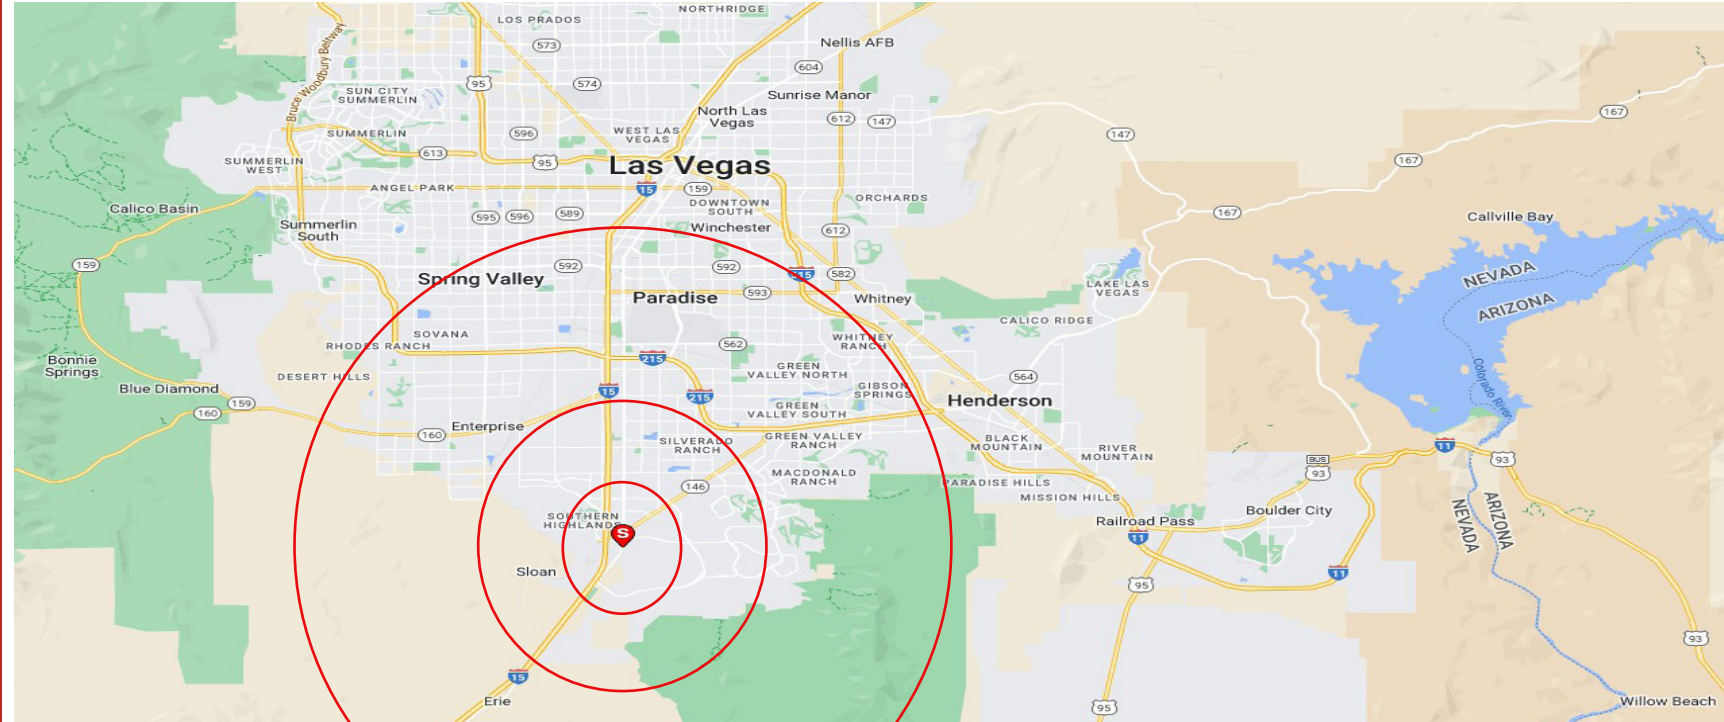 NORTHRIDGE
LOS PRADOS
573
Nellis AFB
Bruce Woodbury Beltway
604
95
574
SUN CITY
SUMMERLIN
Sunrise Manor
North Las
Vegas
612
147
147
167
SUMMERLIN
596
WEST LAS
VEGAS
613
95
Las Vegas
167
SUMMERLIN
WEST
ANGEL PARK
15
159
ORCHARDS
Calico Basin
595
596
589
DOWNTOWN
SOUTH
167
Callville Bay
Summerlin
South
Winchester
612
159
Spring Valley
592
592
515
582
LAKE LAS
VEGAS
NEVADA
ARIZONA
Paradise
593
Whitney
CALICO RIDGE
SOVANA
RHODES RANCH
562
WHITNEY
RANCH
Bonnie
Springs
215
GREEN
VALLEY NORTH
DESERT HILLS
564
Colorado River
Blue Diamond
159
160
15
215
GIBSON
SPRINGS
Henderson
GREEN
VALLEY SOUTH
Enterprise
160
SILVERADO
RANCH
GREEN VALLEY
RANCH
BLACK
MOUNTAIN
RIVER
MOUNTAIN
11
BUS
93
93
MACDONALD
RANCH
146
PARADISE HILLS
MISSION HILLS
SOUTHERN
HIGHLANDS
S
Railroad Pass
Boulder City
NEVADA
ARIZONA
11
Sloan
11
95
93
15
Erie
95
Willow Beach